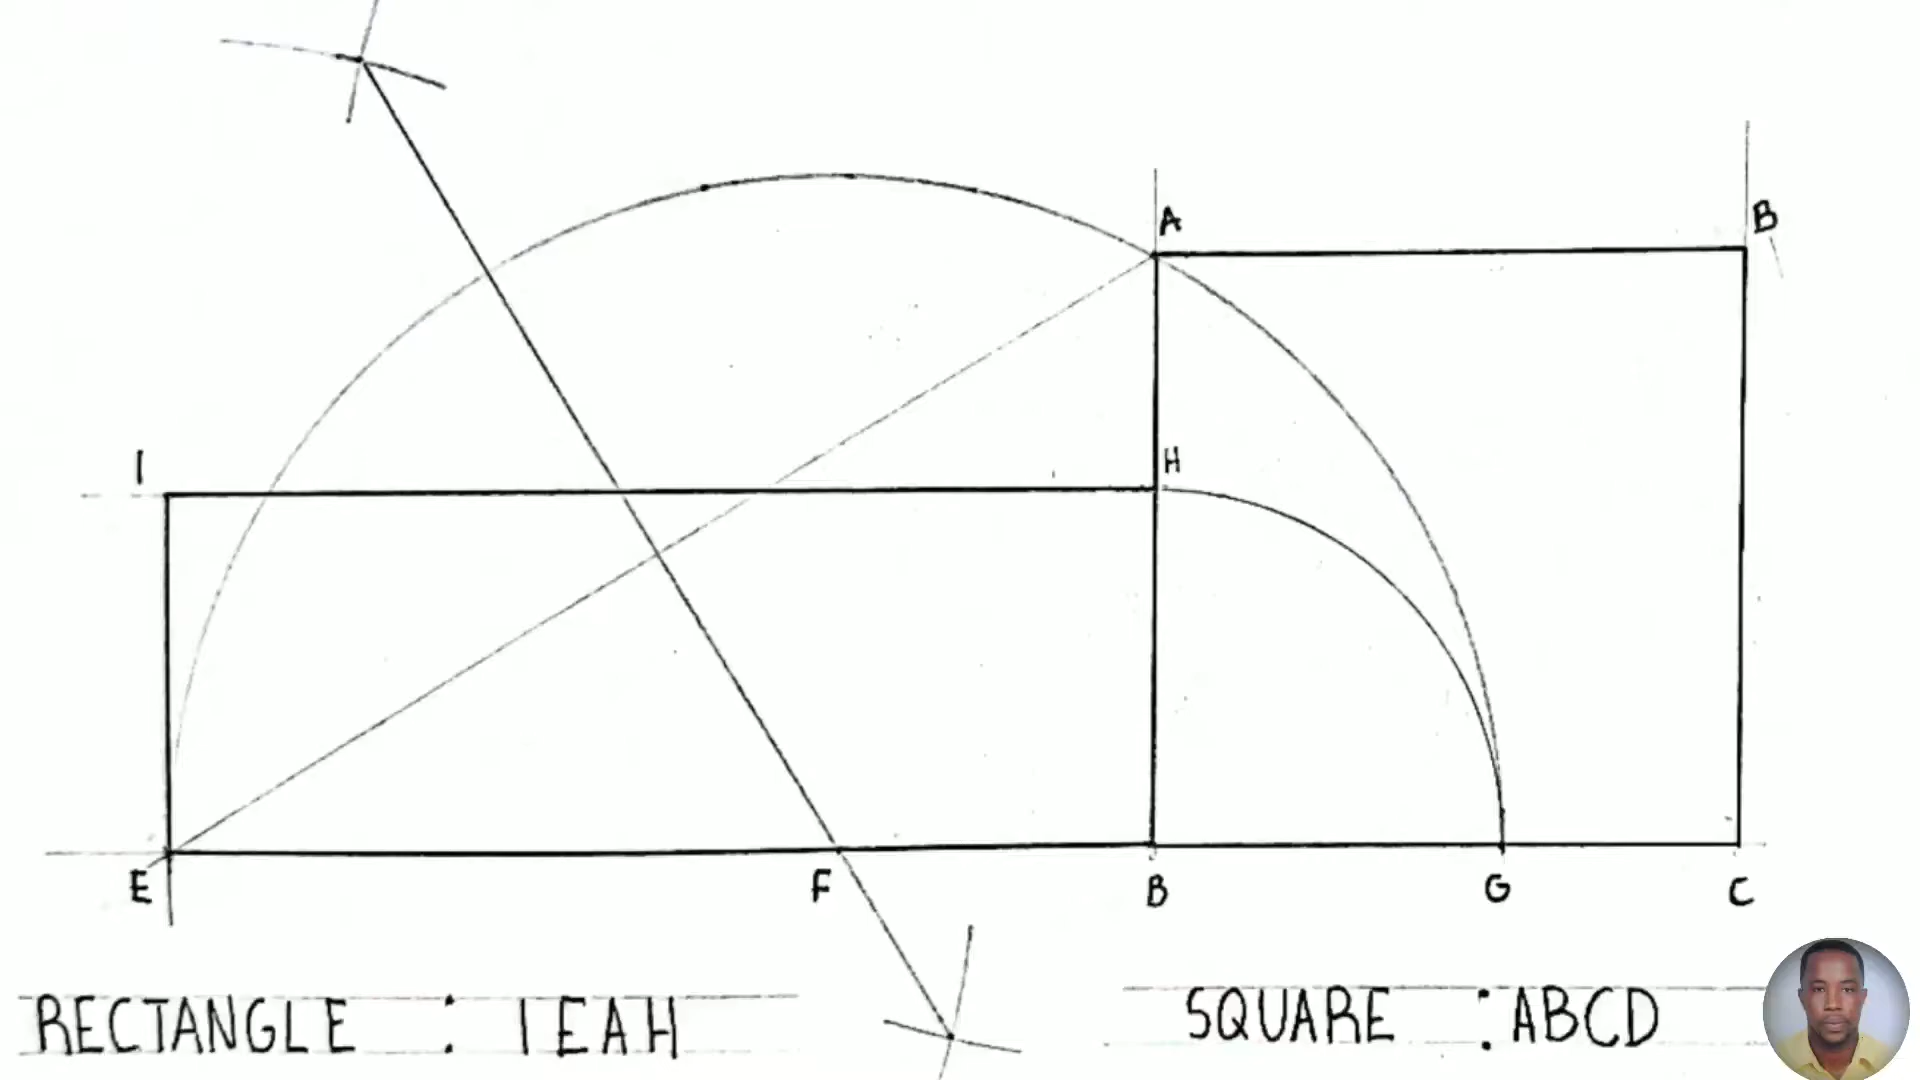 A
B
I
H
E
F
B
G
C
RECTANGLE : IEAH
SQUARE : ABCD